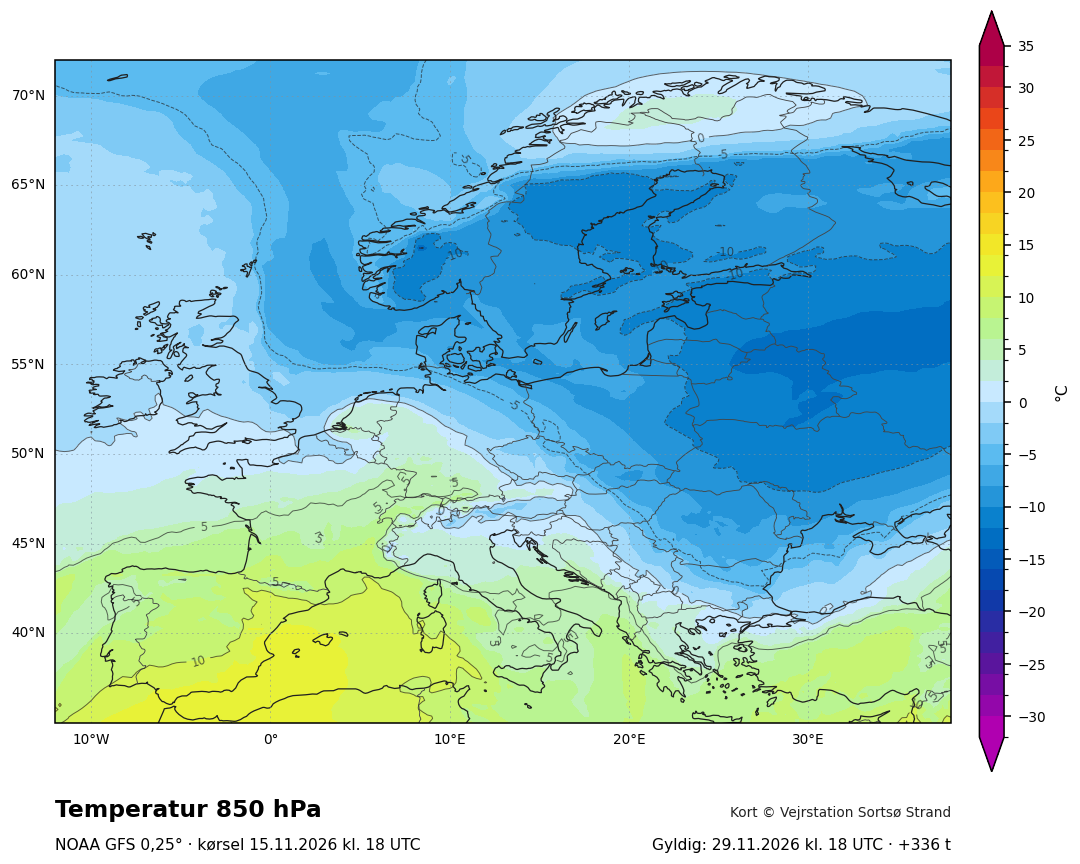 70°N
65°N
60°N
55°N
50°N
45°N
40°N
10°W
0°
10°E
20°E
30°E
35
30
25
20
15
10
5
0
−5
−10
−15
−20
−25
−30
°C
Temperatur 850 hPa
Kort © Vejrstation Sortsø Strand
NOAA GFS 0,25° · kørsel 15.11.2026 kl. 18 UTC
Gyldig: 29.11.2026 kl. 18 UTC · +336 t